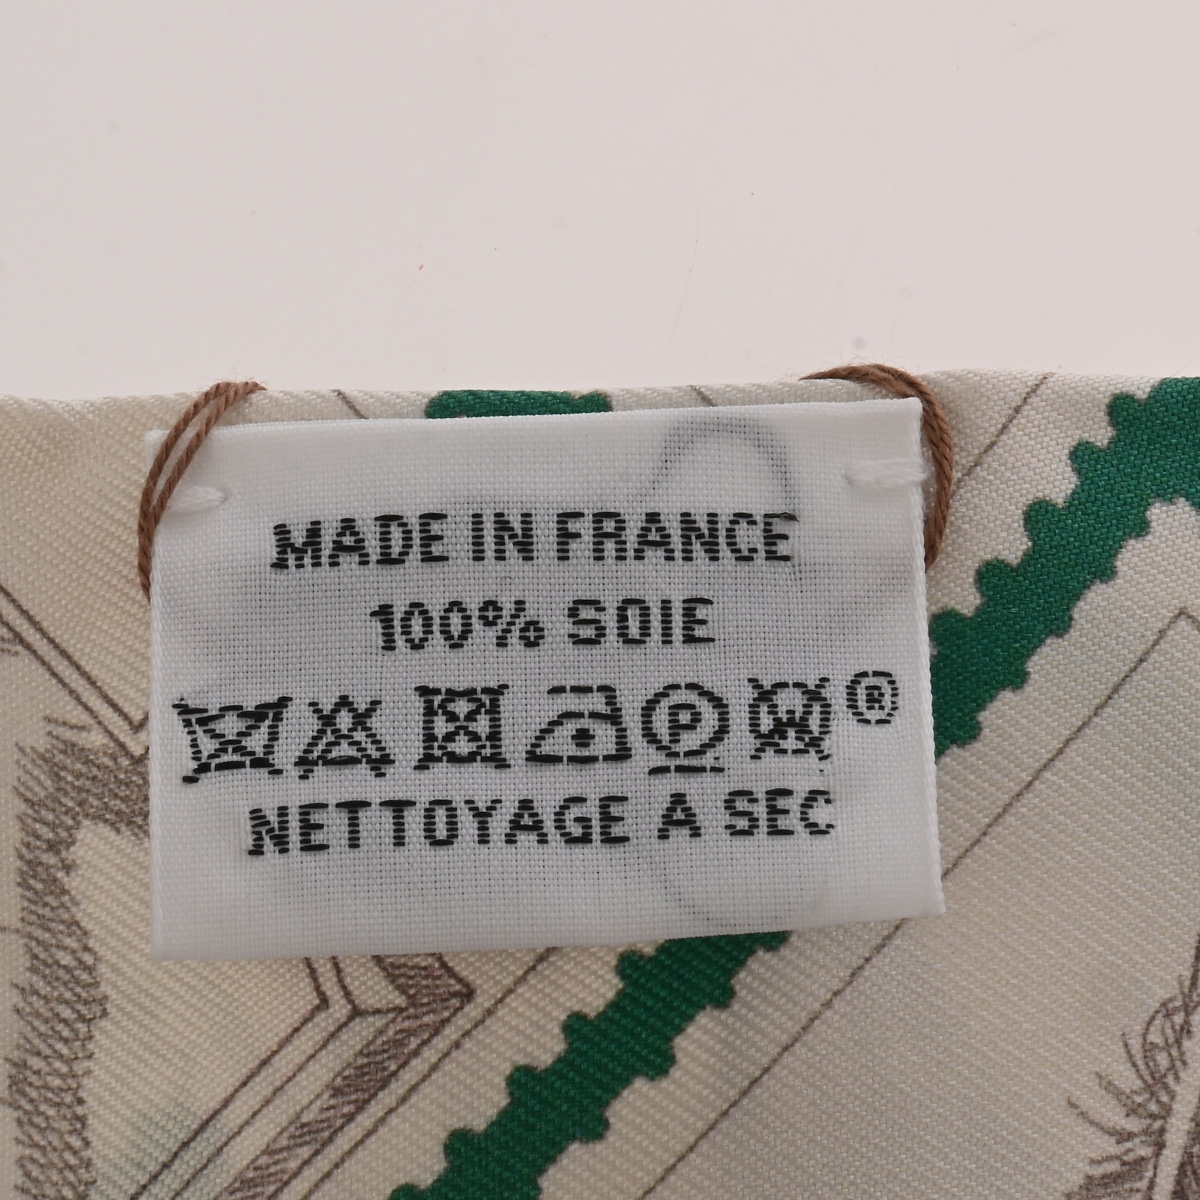 MADE IN FRANCE
100% SOIE
P W ®
NETTOYAGE A SEC